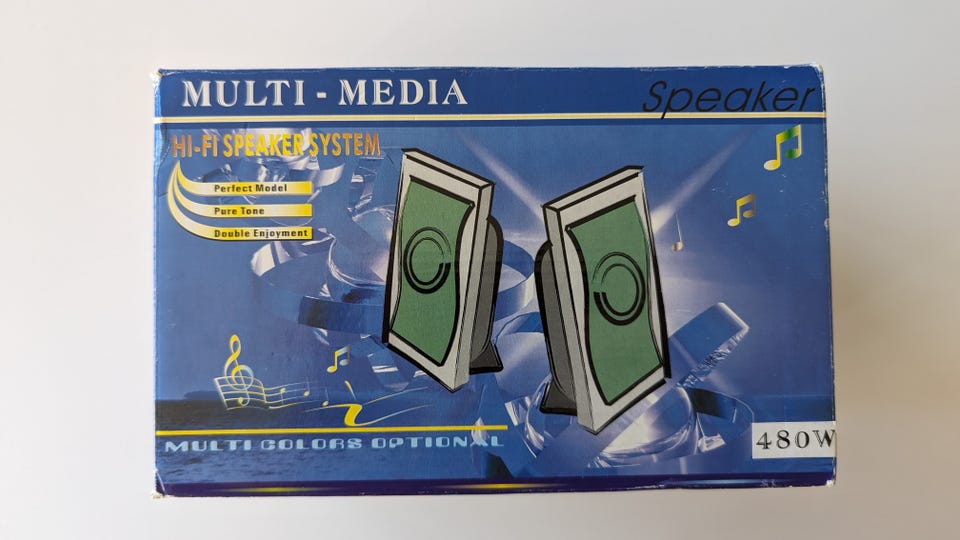 MULTI - MEDIA
Speaker
HI-FI SPEAKER SYSTEM
Perfect Model
Pure Tone
Double Enjoyment
MULTI COLORS OPTIONAL
480W